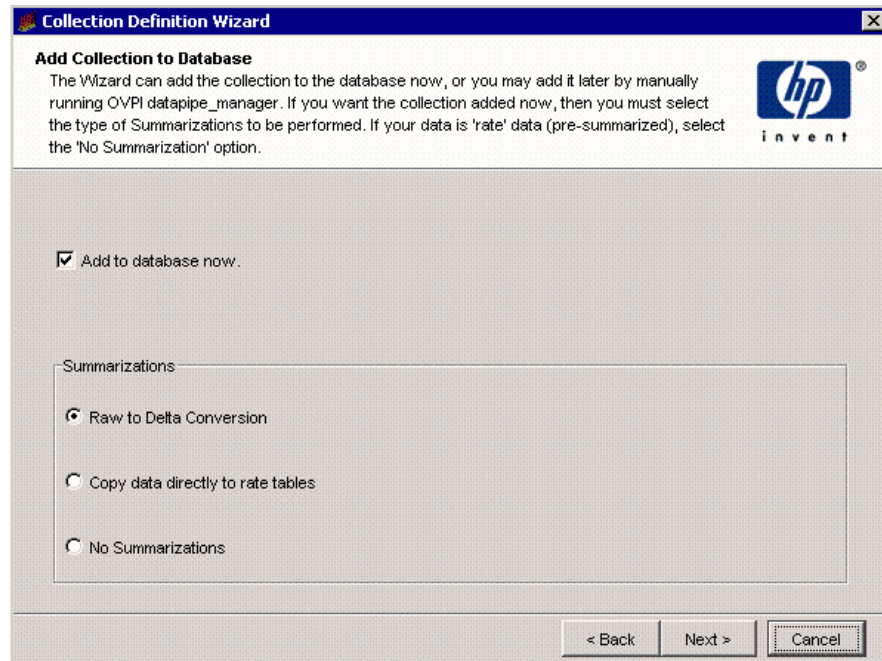 Collection Definition Wizard
Add Collection to Database
The Wizard can add the collection to the database now, or you may add it later by manually
running OVPI datapipe_manager. If you want the collection added now, then you must select
the type of Summarizations to be performed. If your data is 'rate' data (pre-summarized), select
the 'No Summarization' option.
hp
®
invent
Add to database now.
Summarizations
Raw to Delta Conversion
Copy data directly to rate tables
No Summarizations
< Back
Next >
Cancel